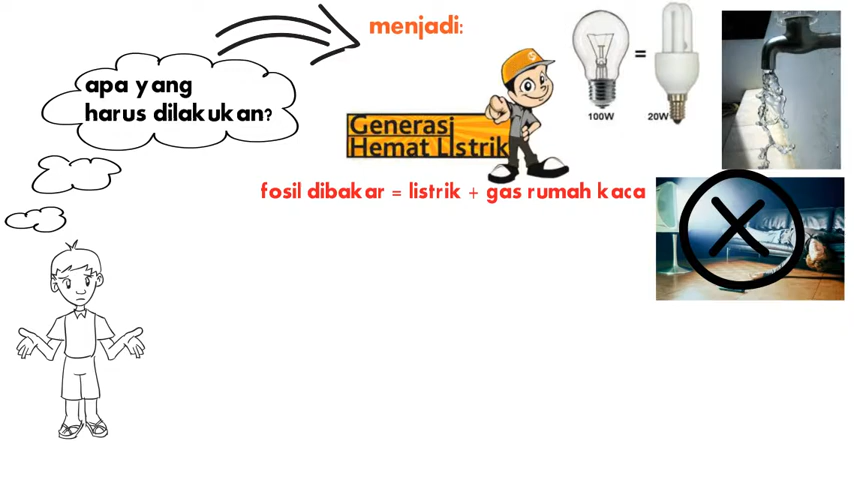 menjadi:
apa yang
harus dilakukan?
Generasi
Hemat Listrik
=
100W
20W
fosil dibakar = listrik + gas rumah kaca